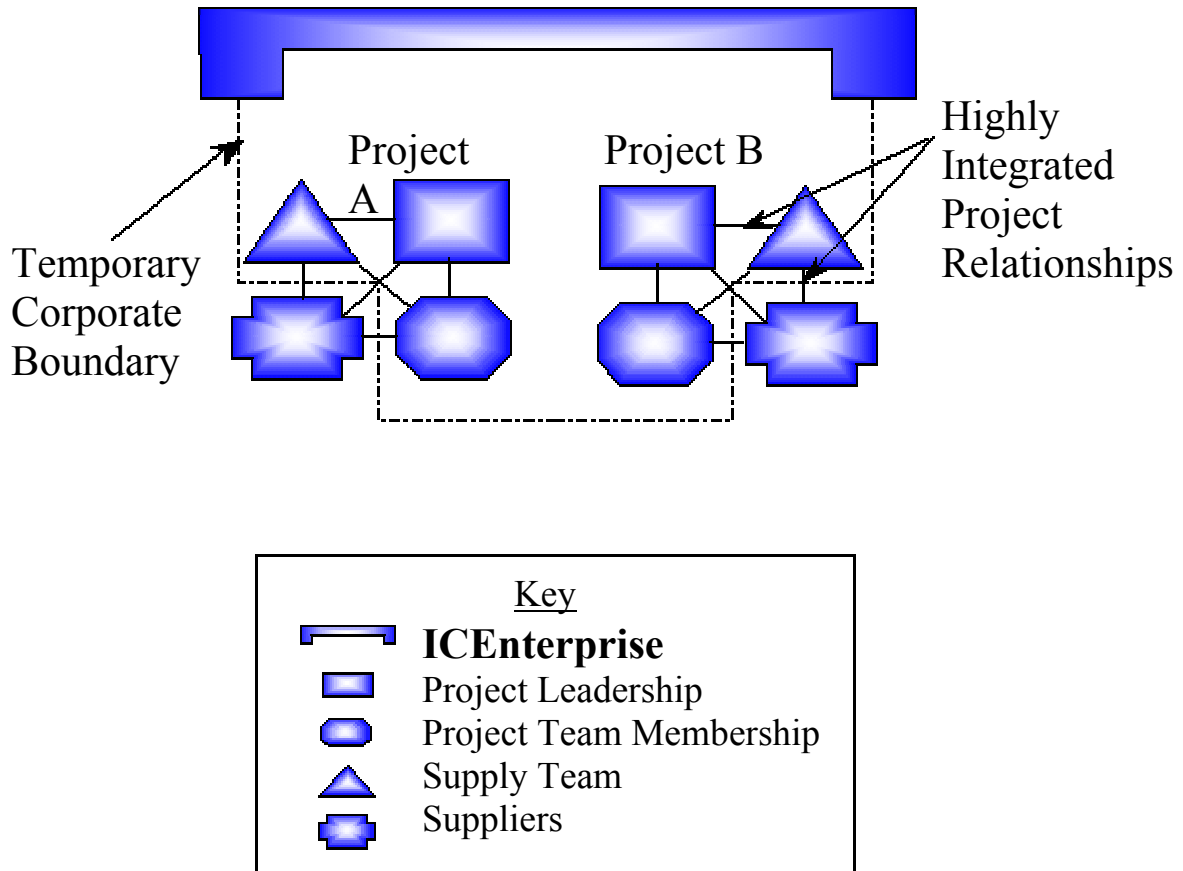 Project
A
Project B
Highly
Integrated
Project
Relationships
Temporary
Corporate
Boundary
Key
ICEnterprise
Project Leadership
Project Team Membership
Supply Team
Suppliers